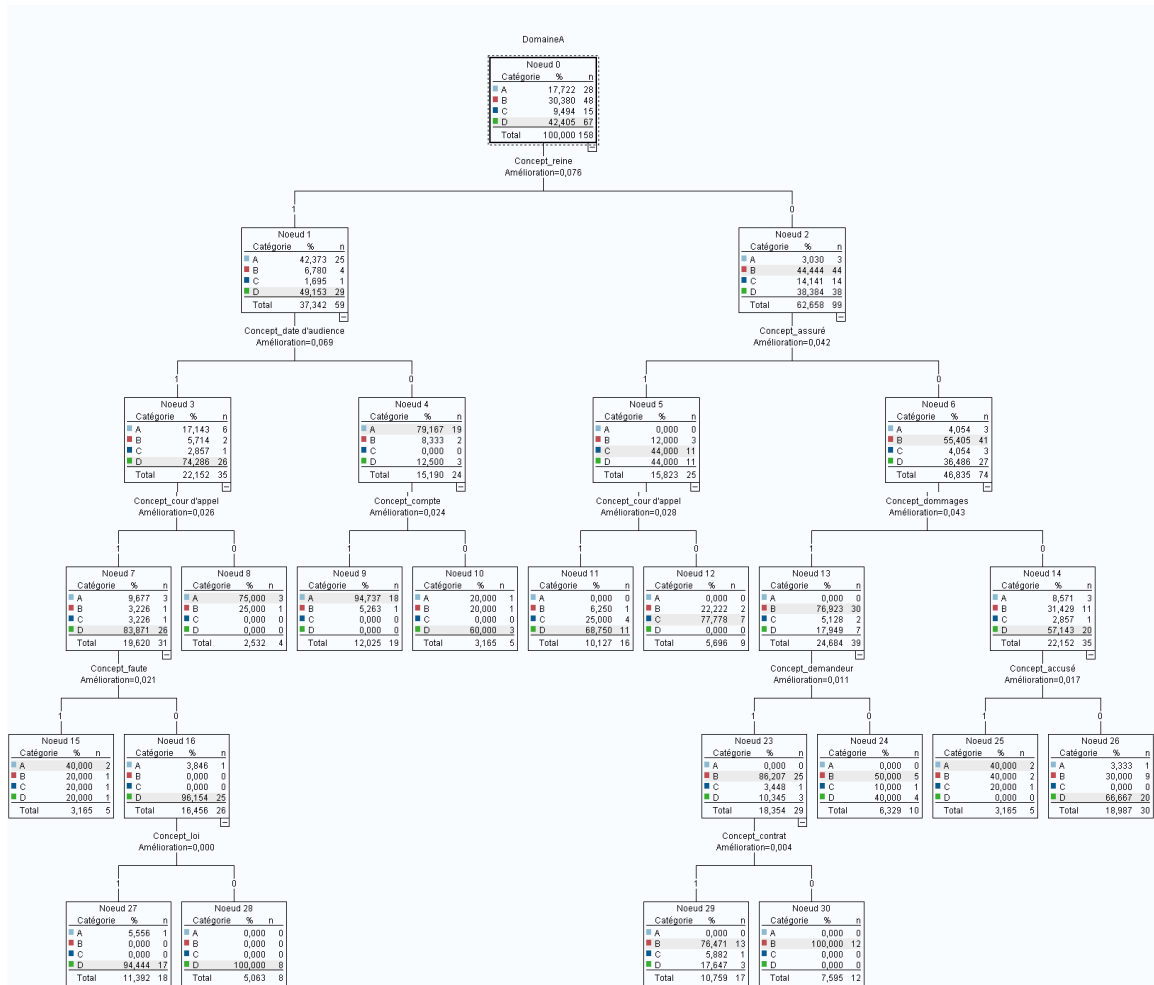 DomaineA
Noeud 0
Catégorie % n
A 17,722 28
B 30,380 48
C 9,494 15
D 42,405 67
Total 100,000 158
Concept_reine
Amélioration=0,076
1
0
Noeud 1
Catégorie % n
A 42,373 25
B 6,780 4
C 1,695 1
D 49,153 29
Total 37,342 59
Noeud 2
Catégorie % n
A 3,030 3
B 44,444 44
C 14,141 14
D 38,384 38
Total 62,658 99
Concept_date d'audience
Amélioration=0,069
Concept_assuré
Amélioration=0,042
1
0
1
0
Noeud 3
Catégorie % n
A 17,143 6
B 5,714 2
C 2,857 1
D 74,286 26
Total 22,152 35
Noeud 4
Catégorie % n
A 79,167 19
B 8,333 2
C 0,000 0
D 12,500 3
Total 15,190 24
Noeud 5
Catégorie % n
A 0,000 0
B 12,000 3
C 44,000 11
D 44,000 11
Total 15,823 25
Noeud 6
Catégorie % n
A 4,054 3
B 55,405 41
C 4,054 3
D 36,486 27
Total 46,835 74
Concept_cour d'appel
Amélioration=0,026
Concept_compte
Amélioration=0,024
Concept_cour d'appel
Amélioration=0,028
Concept_dommages
Amélioration=0,043
1
0
1
0
1
0
1
0
Noeud 7
Catégorie % n
A 9,677 3
B 3,226 1
C 3,226 1
D 83,871 26
Total 19,620 31
Noeud 8
Catégorie % n
A 75,000 3
B 25,000 1
C 0,000 0
D 0,000 0
Total 2,532 4
Noeud 9
Catégorie % n
A 94,737 18
B 5,263 1
C 0,000 0
D 0,000 0
Total 12,025 19
Noeud 10
Catégorie % n
A 20,000 1
B 20,000 1
C 0,000 0
D 60,000 3
Total 3,165 5
Noeud 11
Catégorie % n
A 0,000 0
B 6,250 1
C 25,000 4
D 68,750 11
Total 10,127 16
Noeud 12
Catégorie % n
A 0,000 0
B 22,222 2
C 77,778 7
D 0,000 0
Total 5,696 9
Noeud 13
Catégorie % n
A 0,000 0
B 76,923 30
C 5,128 2
D 17,949 7
Total 24,684 39
Noeud 14
Catégorie % n
A 8,571 3
B 31,429 11
C 2,857 1
D 57,143 20
Total 22,152 35
Concept_faute
Amélioration=0,021
Concept_demandeur
Amélioration=0,011
Concept_accusé
Amélioration=0,017
1
0
1
0
1
0
Noeud 15
Catégorie % n
A 40,000 2
B 20,000 1
C 20,000 1
D 20,000 1
Total 3,165 5
Noeud 16
Catégorie % n
A 3,846 1
B 0,000 0
C 0,000 0
D 96,154 25
Total 16,456 26
Noeud 23
Catégorie % n
A 0,000 0
B 86,207 25
C 3,448 1
D 10,345 3
Total 18,354 29
Noeud 24
Catégorie % n
A 0,000 0
B 50,000 5
C 10,000 1
D 40,000 4
Total 6,329 10
Noeud 25
Catégorie % n
A 40,000 2
B 40,000 2
C 20,000 1
D 0,000 0
Total 3,165 5
Noeud 26
Catégorie % n
A 3,333 1
B 30,000 9
C 0,000 0
D 66,667 20
Total 18,987 30
Concept_loi
Amélioration=0,000
Concept_contrat
Amélioration=0,004
1
0
1
0
Noeud 27
Catégorie % n
A 5,556 1
B 0,000 0
C 0,000 0
D 94,444 17
Total 11,392 18
Noeud 28
Catégorie % n
A 0,000 0
B 0,000 0
C 0,000 0
D 100,000 8
Total 5,063 8
Noeud 29
Catégorie % n
A 0,000 0
B 76,471 13
C 5,882 1
D 17,647 3
Total 10,759 17
Noeud 30
Catégorie % n
A 0,000 0
B 100,000 12
C 0,000 0
D 0,000 0
Total 7,595 12